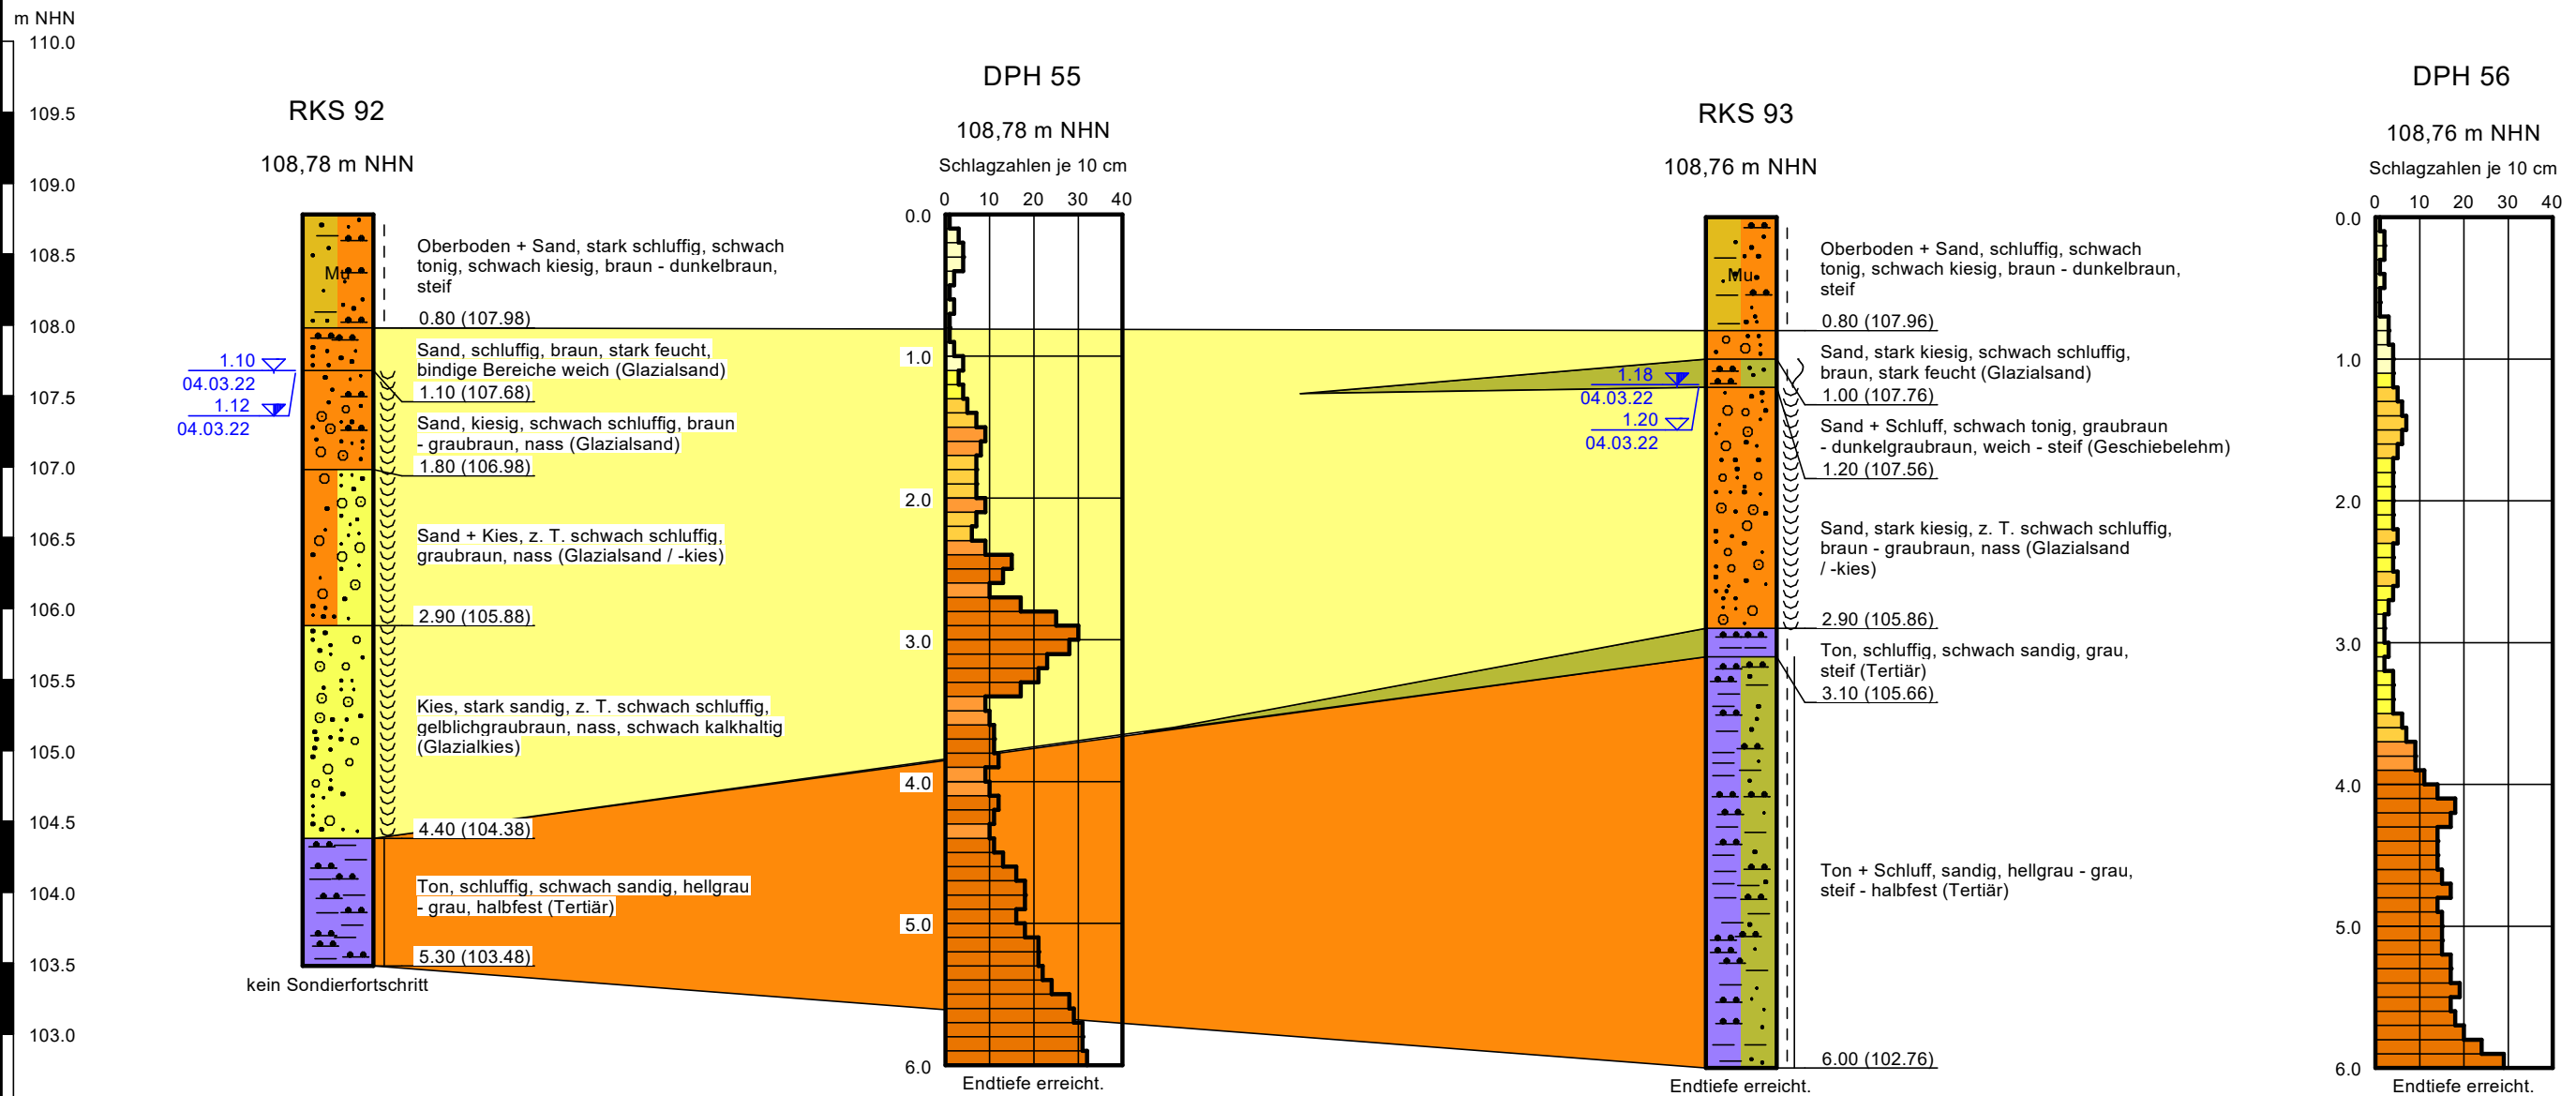 m NHN
110.0
109.5
109.0
108.5
108.0
107.5
107.0
106.5
106.0
105.5
105.0
104.5
104.0
103.5
103.0
RKS 92
108,78 m NHN
Mu
Oberboden + Sand, stark schluffig, schwach
tonig, schwach kiesig, braun - dunkelbraun,
steif
0.80 (107.98)
1.10
04.03.22
1.12
04.03.22
Sand, schluffig, braun, stark feucht,
bindige Bereiche weich (Glazialsand)
1.10 (107.68)
Sand, kiesig, schwach schluffig, braun
- graubraun, nass (Glazialsand)
1.80 (106.98)
Sand + Kies, z. T. schwach schluffig,
graubraun, nass (Glazialsand / -kies)
2.90 (105.88)
Kies, stark sandig, z. T. schwach schluffig,
gelblichgraubraun, nass, schwach kalkhaltig
(Glazialkies)
4.40 (104.38)
Ton, schluffig, schwach sandig, hellgrau
- grau, halbfest (Tertiär)
5.30 (103.48)
kein Sondierfortschritt
DPH 55
108,78 m NHN
Schlagzahlen je 10 cm
0 10 20 30 40
0.0
1.0
2.0
3.0
4.0
5.0
6.0
Endtiefe erreicht.
RKS 93
108,76 m NHN
Mu
Oberboden + Sand, schluffig, schwach
tonig, schwach kiesig, braun - dunkelbraun,
steif
0.80 (107.96)
Sand, stark kiesig, schwach schluffig,
braun, stark feucht (Glazialsand)
1.00 (107.76)
1.18
04.03.22
1.20
04.03.22
Sand + Schluff, schwach tonig, graubraun
- dunkelgraubraun, weich - steif (Geschiebelehm)
1.20 (107.56)
Sand, stark kiesig, z. T. schwach schluffig,
braun - graubraun, nass (Glazialsand
/ -kies)
2.90 (105.86)
Ton, schluffig, schwach sandig, grau,
steif (Tertiär)
3.10 (105.66)
Ton + Schluff, sandig, hellgrau - grau,
steif - halbfest (Tertiär)
6.00 (102.76)
Endtiefe erreicht.
DPH 56
108,76 m NHN
Schlagzahlen je 10 cm
0 10 20 30 40
0.0
1.0
2.0
3.0
4.0
5.0
6.0
Endtiefe erreicht.